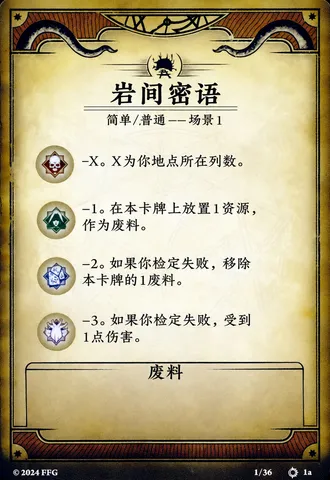 岩间密语
简单/普通——场景1
-X。X为你地点所在列数。
-1。在本卡牌上放置1资源，
作为废料。
-2。如果你检定失败，移除
本卡牌的1废料。
-3。如果你检定失败，受到
1点伤害。
废料
© 2024 FFG
1/36
1a